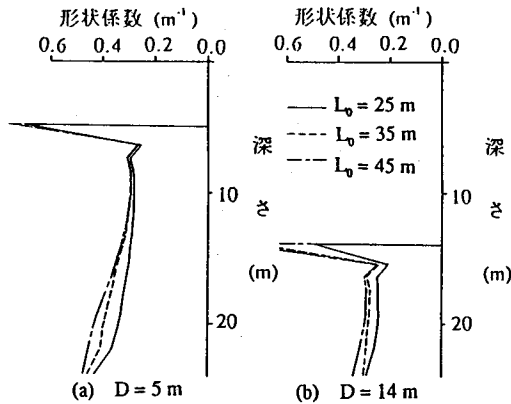 形状係数 (m⁻¹)
0.6 0.4 0.2 0.0
深さ
(m)
10
20
(a) D = 5 m
形状係数 (m⁻¹)
0.6 0.4 0.2 0.0
L₀ = 25 m
L₀ = 35 m
L₀ = 45 m
深さ
(m)
10
20
(b) D = 14 m